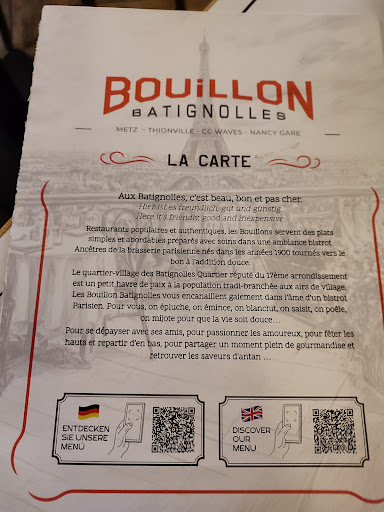 BOUiLLON
BATIGNOLLES
METZ - THIONVILLE - CC WAVES - NANCY GARE
LA CARTE
Aux Batignolles, c'est beau, bon et pas cher.
Hier ist es freundlich, gut und günstig.
Here it's friendly, good and inexpensive.
Restaurants populaires et authentiques, les Bouillons servent des plats
simples et abordables préparés avec soins dans une ambiance bistrot.
Ancêtres de la brasserie parisienne nés dans les années 1900 tournés vers le
bon à l'addition douce.
Le quartier-village des Batignolles Quartier réputé du 17ème arrondissement
est un petit havre de paix à la population tradi-branchée aux airs de village.
Les Bouillon Batignolles vous encanaillent gaiement dans l'âme d'un bistrot
Parisien. Pour vous, on épluche, on émince, on blanchit, on saisit, on poêle,
on mijote pour que la vie soit douce...
Pour se dépayser avec ses amis, pour passionner les amoureux, pour fêter les
hauts et repartir d'en bas, pour partager un moment plein de gourmandise et
retrouver les saveurs d'antan ...
ENTDECKEN
SIE UNSERE
MENÜ
DISCOVER
OUR
MENU